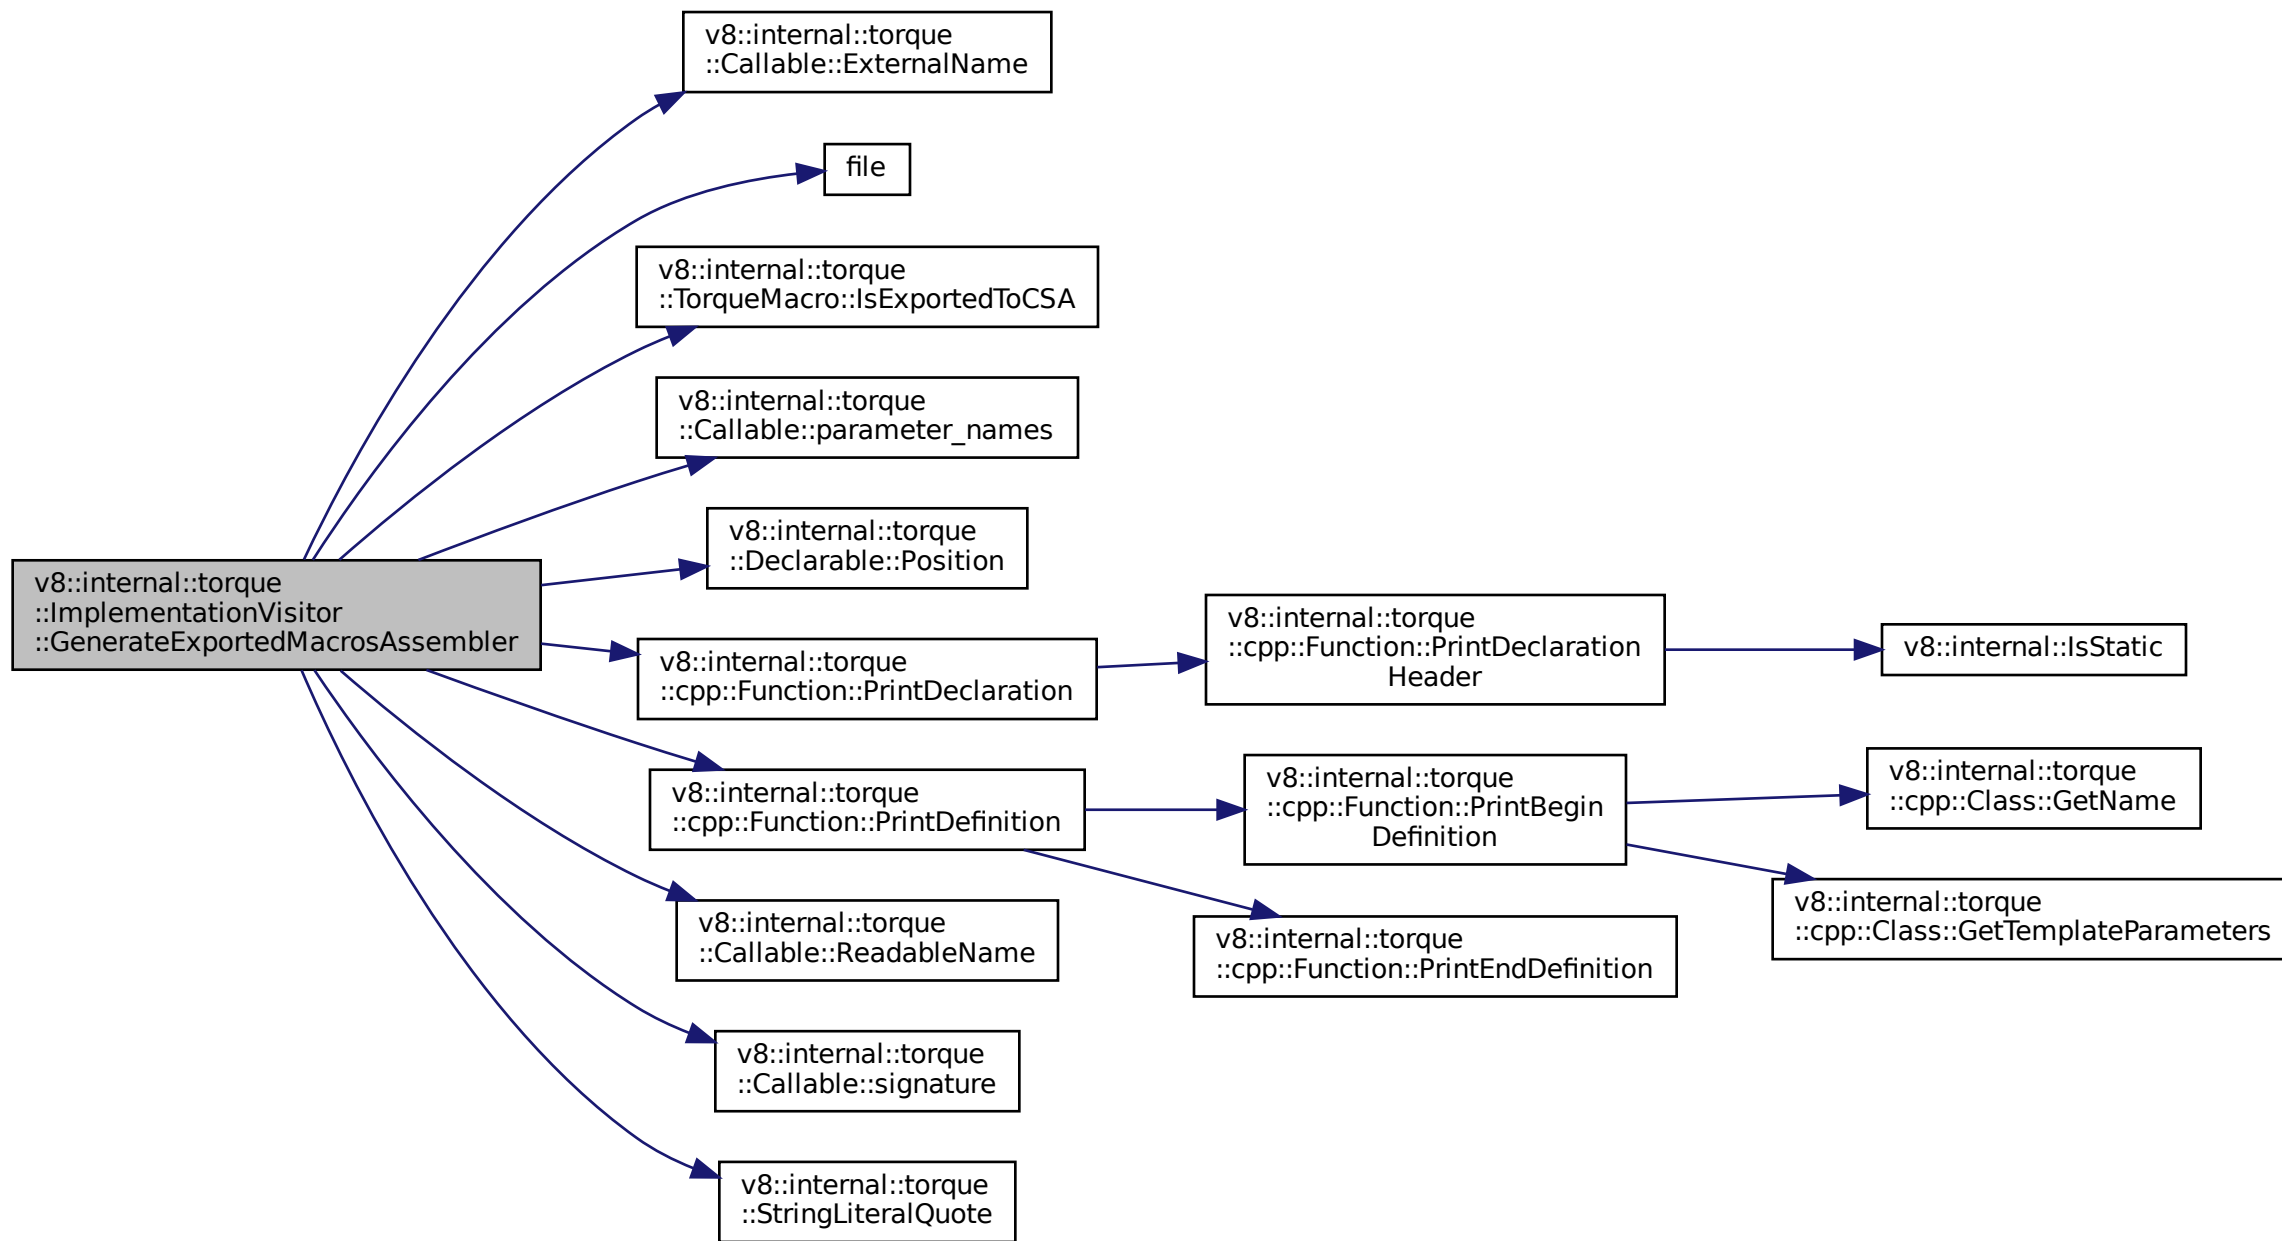 v8::internal::torque
::Callable::ExternalName
file
v8::internal::torque
::TorqueMacro::IsExportedToCSA
v8::internal::torque
::Callable::parameter_names
v8::internal::torque
::Declarable::Position
v8::internal::torque
::ImplementationVisitor
::GenerateExportedMacrosAssembler
v8::internal::torque
::cpp::Function::PrintDeclaration
v8::internal::torque
::cpp::Function::PrintDeclaration
Header
v8::internal::IsStatic
v8::internal::torque
::cpp::Function::PrintDefinition
v8::internal::torque
::cpp::Function::PrintBegin
Definition
v8::internal::torque
::cpp::Class::GetName
v8::internal::torque
::cpp::Class::GetTemplateParameters
v8::internal::torque
::cpp::Function::PrintEndDefinition
v8::internal::torque
::Callable::ReadableName
v8::internal::torque
::Callable::signature
v8::internal::torque
::StringLiteralQuote